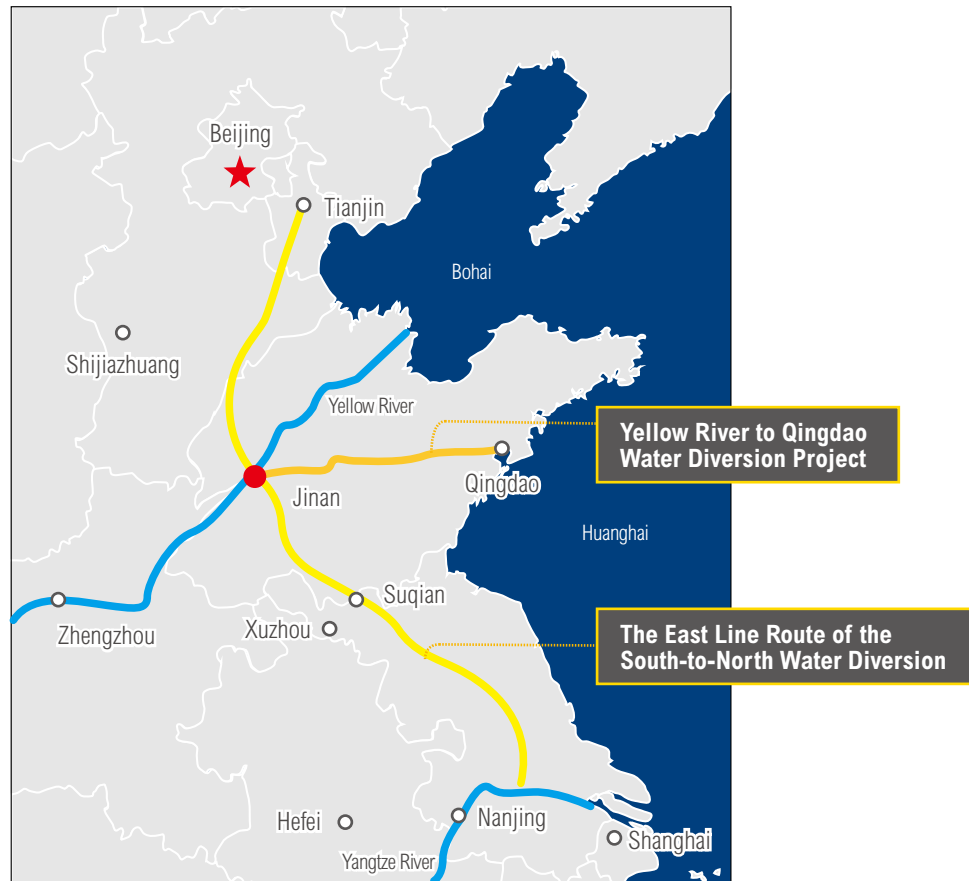 Beijing
Tianjin
Bohai
Shijiazhuang
Yellow River
Yellow River to Qingdao
Water Diversion Project
Qingdao
Jinan
Huanghai
Suqian
Zhengzhou
Xuzhou
The East Line Route of the
South-to-North Water Diversion
Hefei
Nanjing
Shanghai
Yangtze River